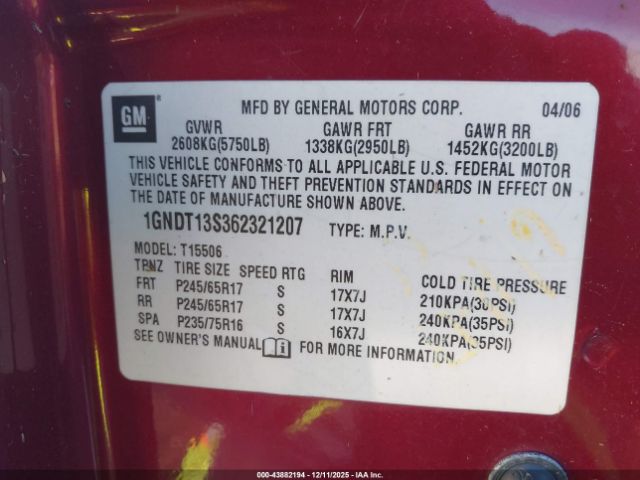 GM
MFD BY GENERAL MOTORS CORP. 04/06
GVWR GAWR FRT GAWR RR
2608KG(5750LB) 1338KG(2950LB) 1452KG(3200LB)
THIS VEHICLE CONFORMS TO ALL APPLICABLE U.S. FEDERAL MOTOR
VEHICLE SAFETY AND THEFT PREVENTION STANDARDS IN EFFECT ON
THE DATE OF MANUFACTURE SHOWN ABOVE.
1GNDT13S362321207 TYPE: M.P.V.
MODEL: T15506
TPMZ TIRE SIZE SPEED RTG RIM COLD TIRE PRESSURE
FRT P245/65R17 S 17X7J 210KPA(30PSI)
RR P245/65R17 S 17X7J 240KPA(35PSI)
SPA P235/75R16 S 16X7J 240KPA(35PSI)
SEE OWNER'S MANUAL FOR MORE INFORMATION.
000-43882194 - 12/11/2025 - IAA, Inc.